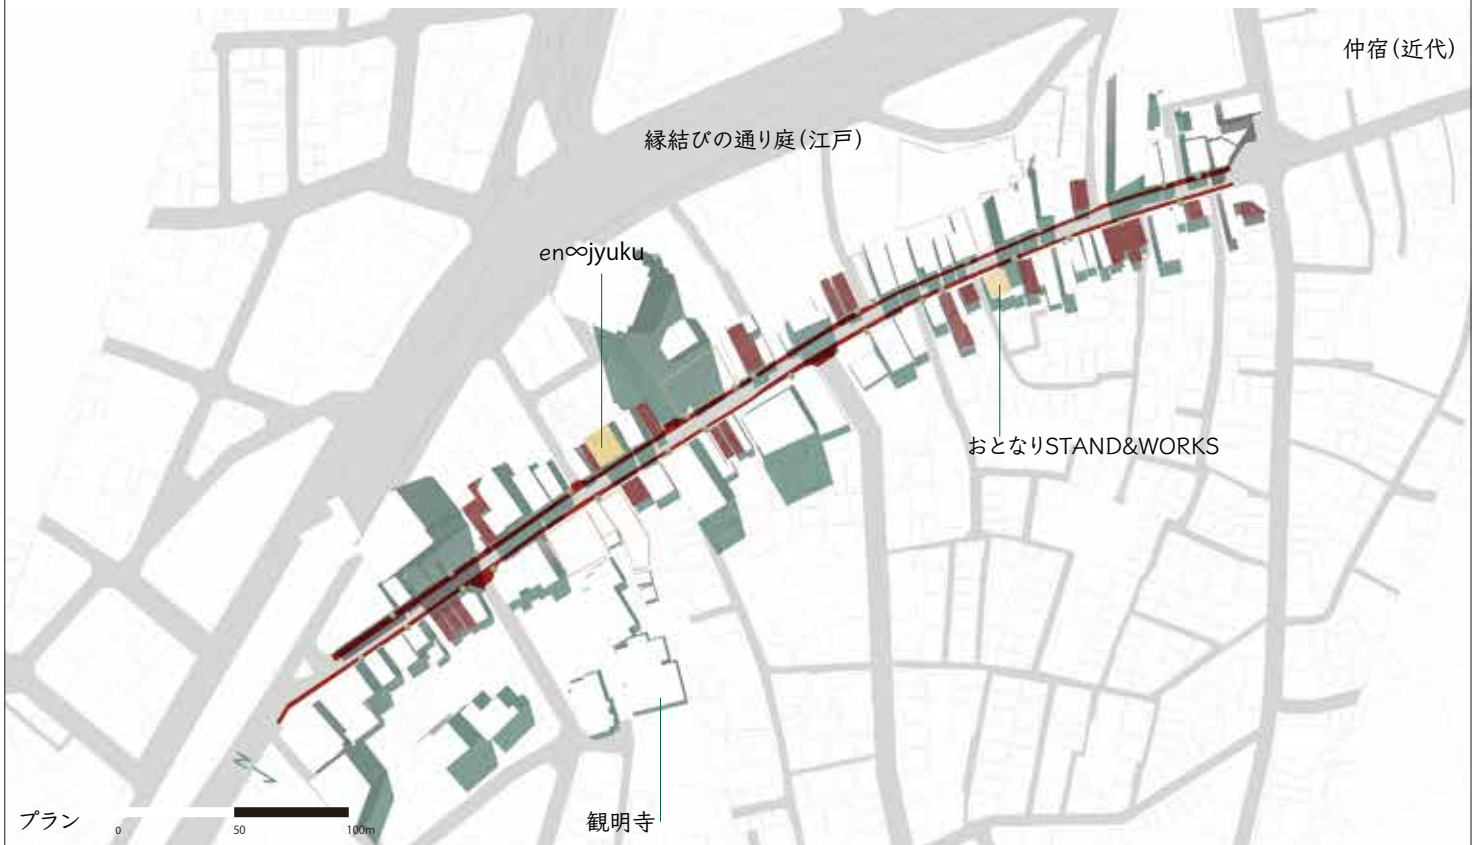 仲宿(近代)
縁結びの通り庭(江戸)
en∞jyuku
おとなりSTAND&WORKS
観明寺
プラン
0 50 100m
N